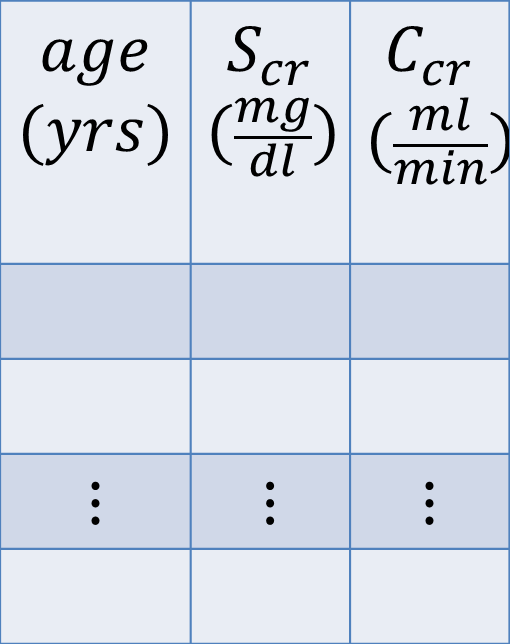 age S_cr C_cr
(yrs) (mg/dl) (ml/min)
⋮ ⋮ ⋮